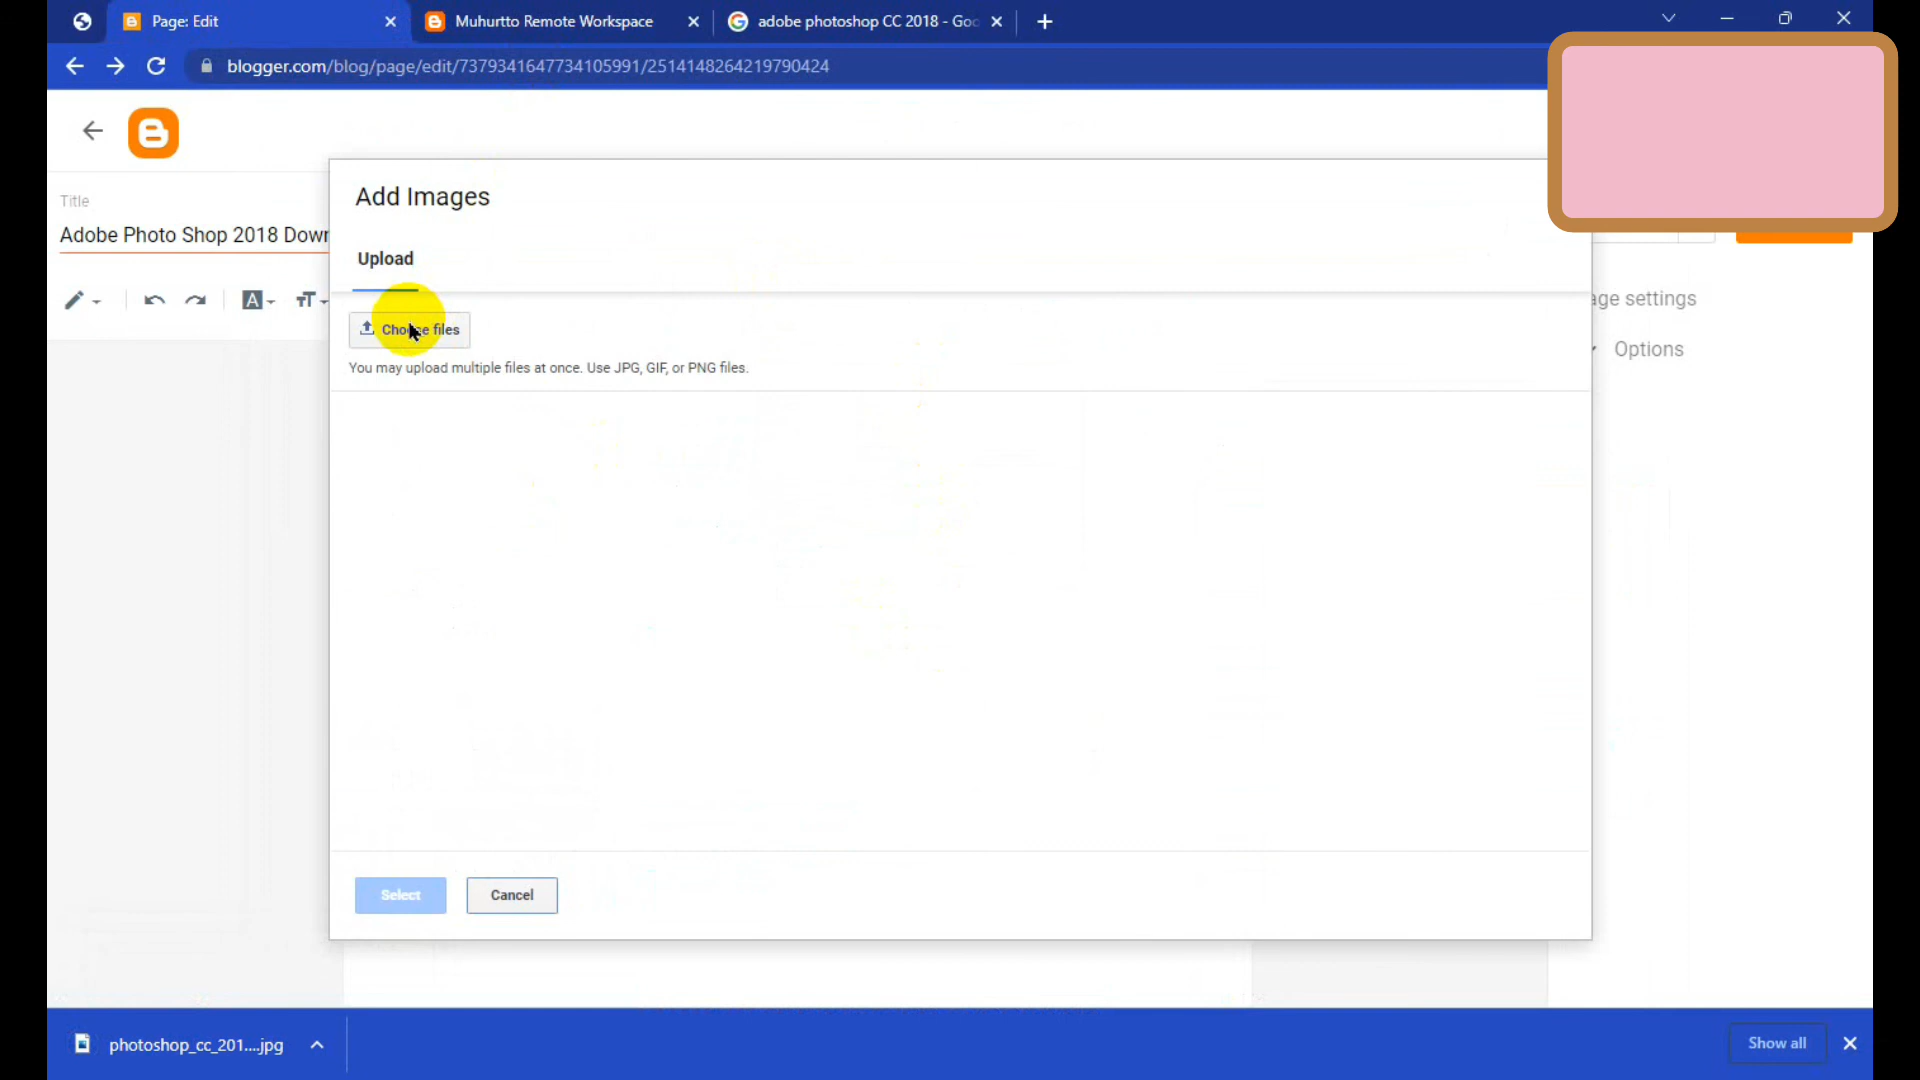 Page: Edit
Muhurtto Remote Workspace
adobe photoshop CC 2018 - Goo
blogger.com/blog/page/edit/7379341647734105991/2514148264219790424
Add Images
Title
Adobe Photo Shop 2018 Down
Upload
Choose files
You may upload multiple files at once. Use JPG, GIF, or PNG files.
age settings
Options
Select
Cancel
photoshop_cc_201....jpg
Show all